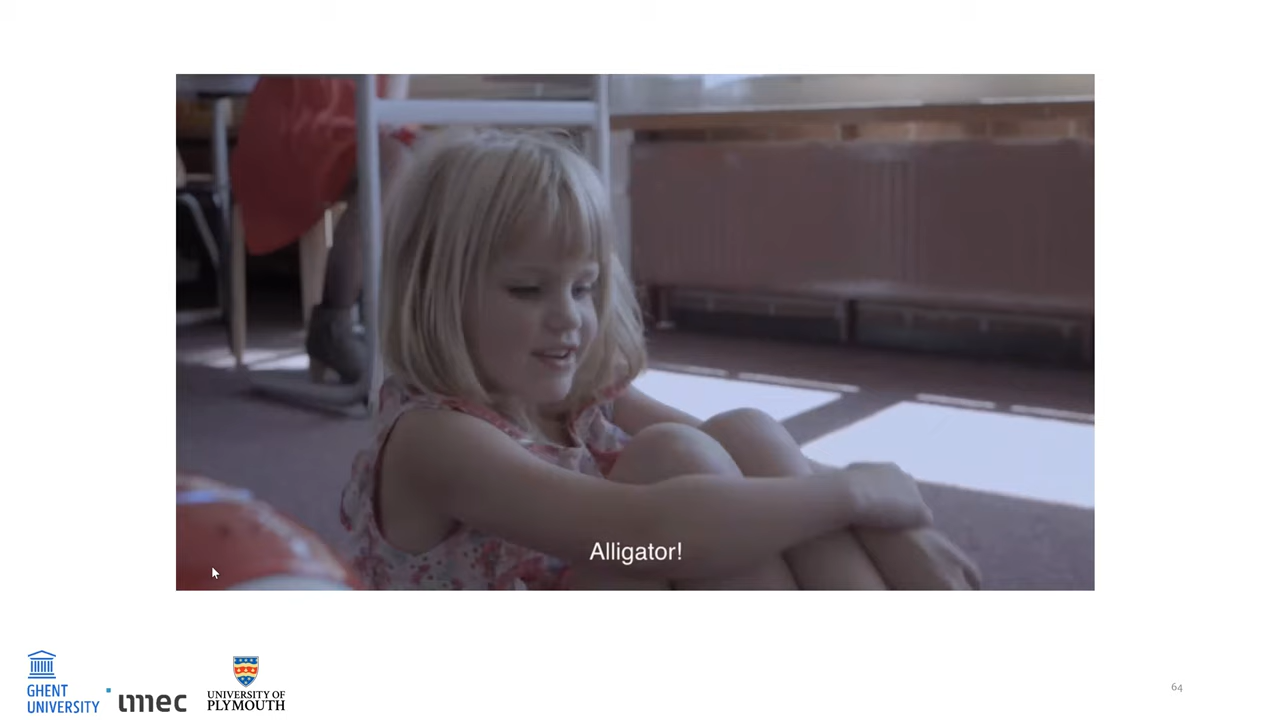 Alligator!
GHENT
UNIVERSITY
imec
UNIVERSITY OF
PLYMOUTH
64